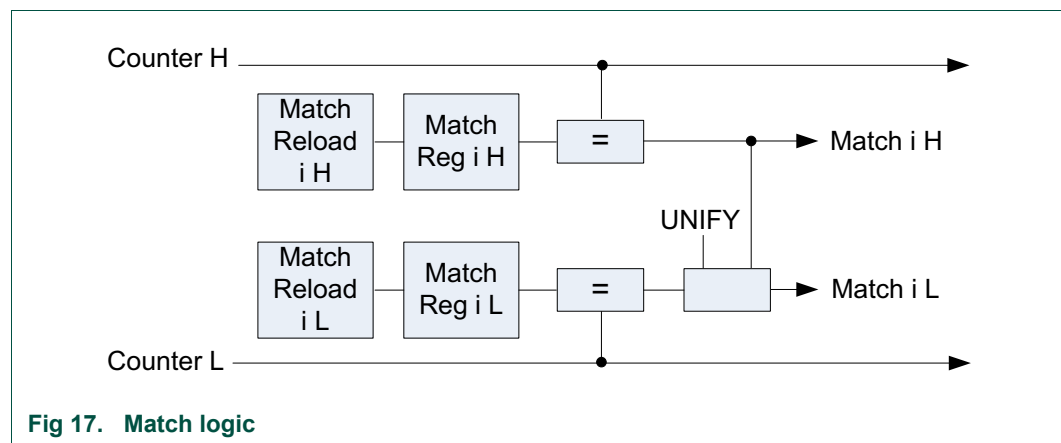 Counter H
Match
Reload
i H
Match
Reg i H
=
Match i H
UNIFY
Match
Reload
i L
Match
Reg i L
=
Match i L
Counter L
Fig 17. Match logic